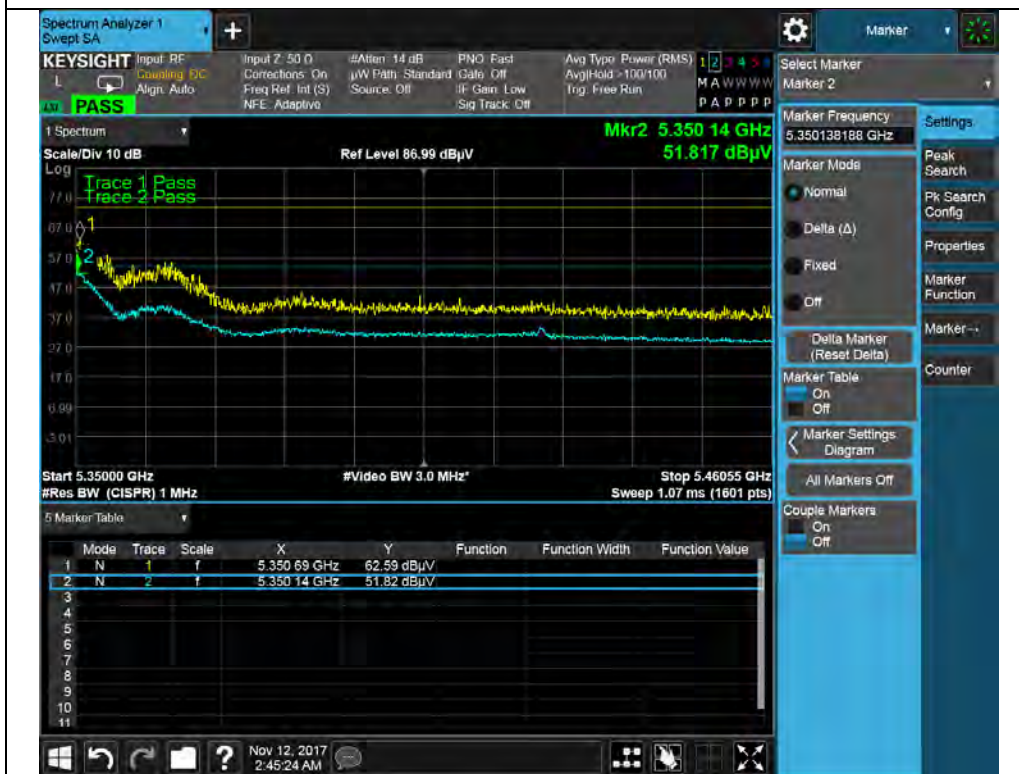 Spectrum Analyzer 1
Swept SA
Marker
KEYSIGHT
Input: RF
Coupling: DC
Align: Auto
Input Z: 50 Ω
Corrections: On
Freq Ref: Int (S)
NFE: Adaptive
#Atten: 14 dB
µW Path: Standard
Source: Off
PNO: Fast
Gate: Off
IF Gain: Low
Sig Track: Off
Avg Type: Power (RMS)
Avg|Hold >100/100
Trig: Free Run
1 2 3 4 5 6
M A W W W W
P A P P P P
L
PASS
Select Marker
Marker 2
1 Spectrum
Mkr2 5.350 14 GHz
51.817 dBµV
Scale/Div 10 dB
Ref Level 86.99 dBµV
Log
Trace 1 Pass
Trace 2 Pass
77.0
67.0
57.0
47.0
37.0
27.0
17.0
6.99
-3.01
1
2
Start 5.35000 GHz
#Video BW 3.0 MHz*
Stop 5.46055 GHz
#Res BW (CISPR) 1 MHz
Sweep 1.07 ms (1601 pts)
Marker Frequency
5.350138188 GHz
Marker Mode
Normal
Delta (Δ)
Fixed
Off
Delta Marker
(Reset Delta)
Marker Table
On
Off
Marker Settings
Diagram
All Markers Off
Couple Markers
On
Off
Settings
Peak
Search
Pk Search
Config
Properties
Marker
Function
Marker→
Counter
5 Marker Table
Mode Trace Scale X Y Function Function Width Function Value
1 N 1 f 5.350 69 GHz 62.59 dBµV
2 N 2 f 5.350 14 GHz 51.82 dBµV
3
4
5
6
7
8
9
10
11
?
Nov 12, 2017
2:45:24 AM